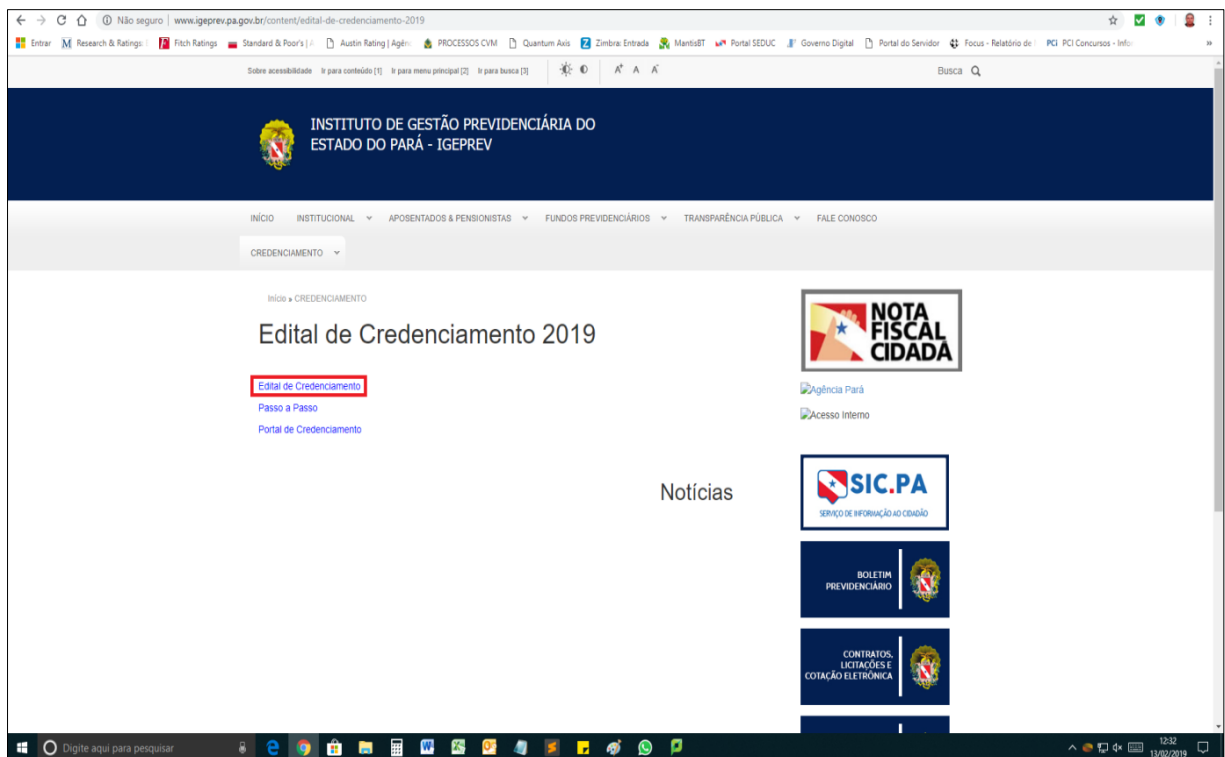 Não seguro | www.igeprev.pa.gov.br/content/edital-de-credenciamento-2019
Entrar Research & Ratings Fitch Ratings Standard & Poor's | A Austin Rating | Agên PROCESSOS CVM Quantum Axis Zimbra: Entrada MantisBT Portal SEDUC Governo Digital Portal do Servidor Focus - Relatório de PCI PCI Concursos - Infor »
Sobre acessibilidade Ir para conteúdo [1] Ir para menu principal [2] Ir para busca [3] A+ A A- Busca
INSTITUTO DE GESTÃO PREVIDENCIÁRIA DO
ESTADO DO PARÁ - IGEPREV
INÍCIO INSTITUCIONAL APOSENTADOS & PENSIONISTAS FUNDOS PREVIDENCIÁRIOS TRANSPARÊNCIA PÚBLICA FALE CONOSCO
CREDENCIAMENTO
Início » CREDENCIAMENTO
Edital de Credenciamento 2019
Edital de Credenciamento
Passo a Passo
Portal de Credenciamento
Notícias
NOTA
FISCAL
CIDADÃ
Agência Pará
Acesso Interno
SIC.PA
SERVIÇO DE INFORMAÇÃO AO CIDADÃO
BOLETIM
PREVIDENCIÁRIO
CONTRATOS,
LICITAÇÕES E
COTAÇÃO ELETRÔNICA
Digite aqui para pesquisar
12:32
13/02/2019